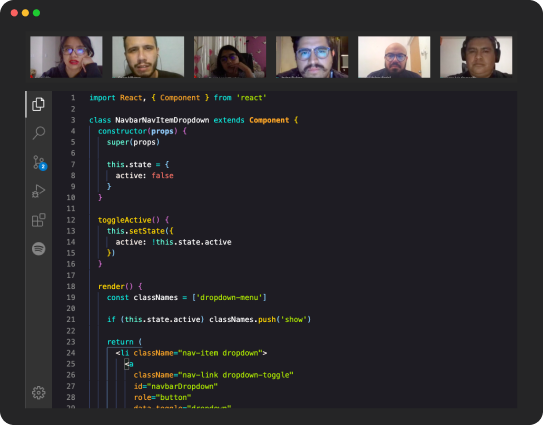 2
1 import React, { Component } from 'react'
2
3 class NavbarNavItemDropdown extends Component {
4 constructor(props) {
5 super(props)
6
7 this.state = {
8 active: false
9 }
10 }
11
12 toggleActive() {
13 this.setState({
14 active: !this.state.active
15 })
16 }
17
18 render() {
19 const classNames = ['dropdown-menu']
20
21 if (this.state.active) classNames.push('show')
22
23 return (
24 <li className="nav-item dropdown">
25 <a
26 className="nav-link dropdown-toggle"
27 id="navbarDropdown"
28 role="button"
29 data-toggle="dropdown"